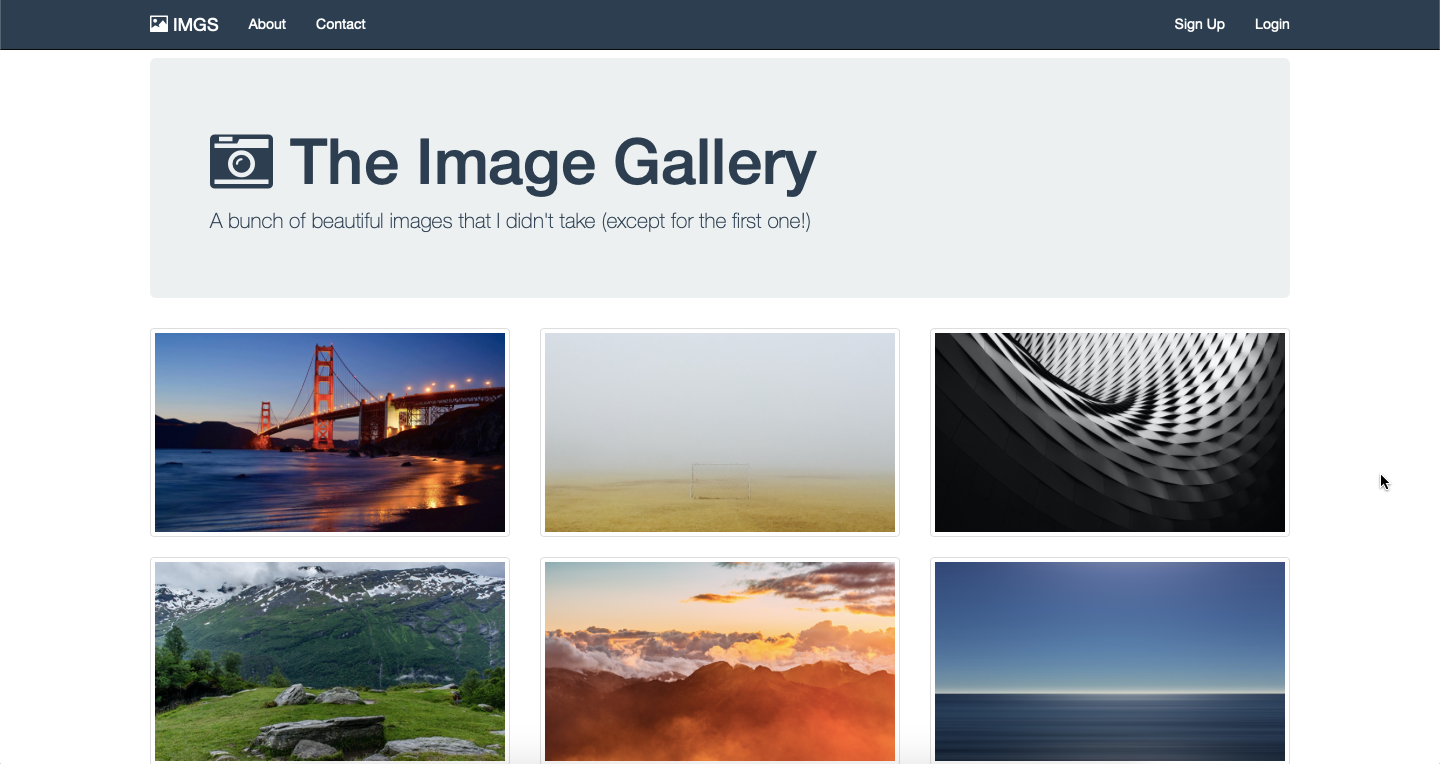 IMGS About Contact Sign Up Login
The Image Gallery
A bunch of beautiful images that I didn't take (except for the first one!)